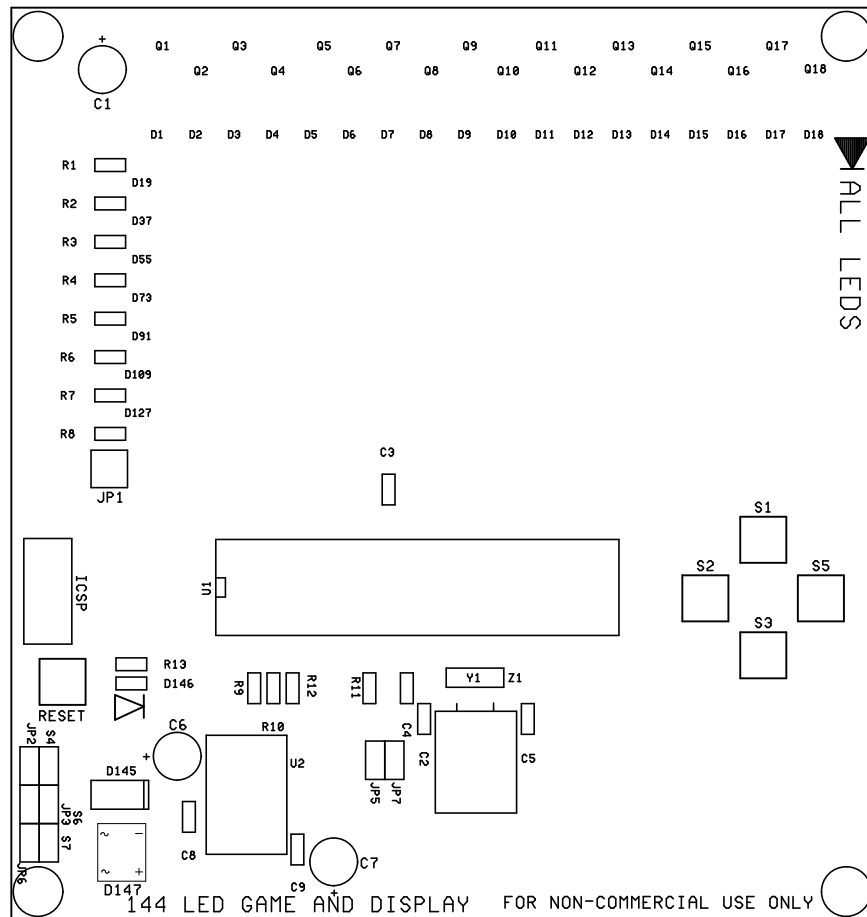 Q1 Q3 Q5 Q7 Q9 Q11 Q13 Q15 Q17
+
Q2 Q4 Q6 Q8 Q10 Q12 Q14 Q16 Q18
C1
D1 D2 D3 D4 D5 D6 D7 D8 D9 D10 D11 D12 D13 D14 D15 D16 D17 D18
R1
D19
ALL LEDS
R2
D37
R3
D55
R4
D73
R5
D91
R6
D109
R7
D127
R8
C3
JP1
S1
ICSP
U1
S2 S5
S3
R13
D146
R9
R12
R11
Y1 Z1
RESET
JP2
S4
C6
R10
C4
C2
C5
D145
+
U2
JP5
JP7
JP3
S6
S7
~ -
~ +
C8
C7
JP6
D147
C9
+
144 LED GAME AND DISPLAY FOR NON-COMMERCIAL USE ONLY